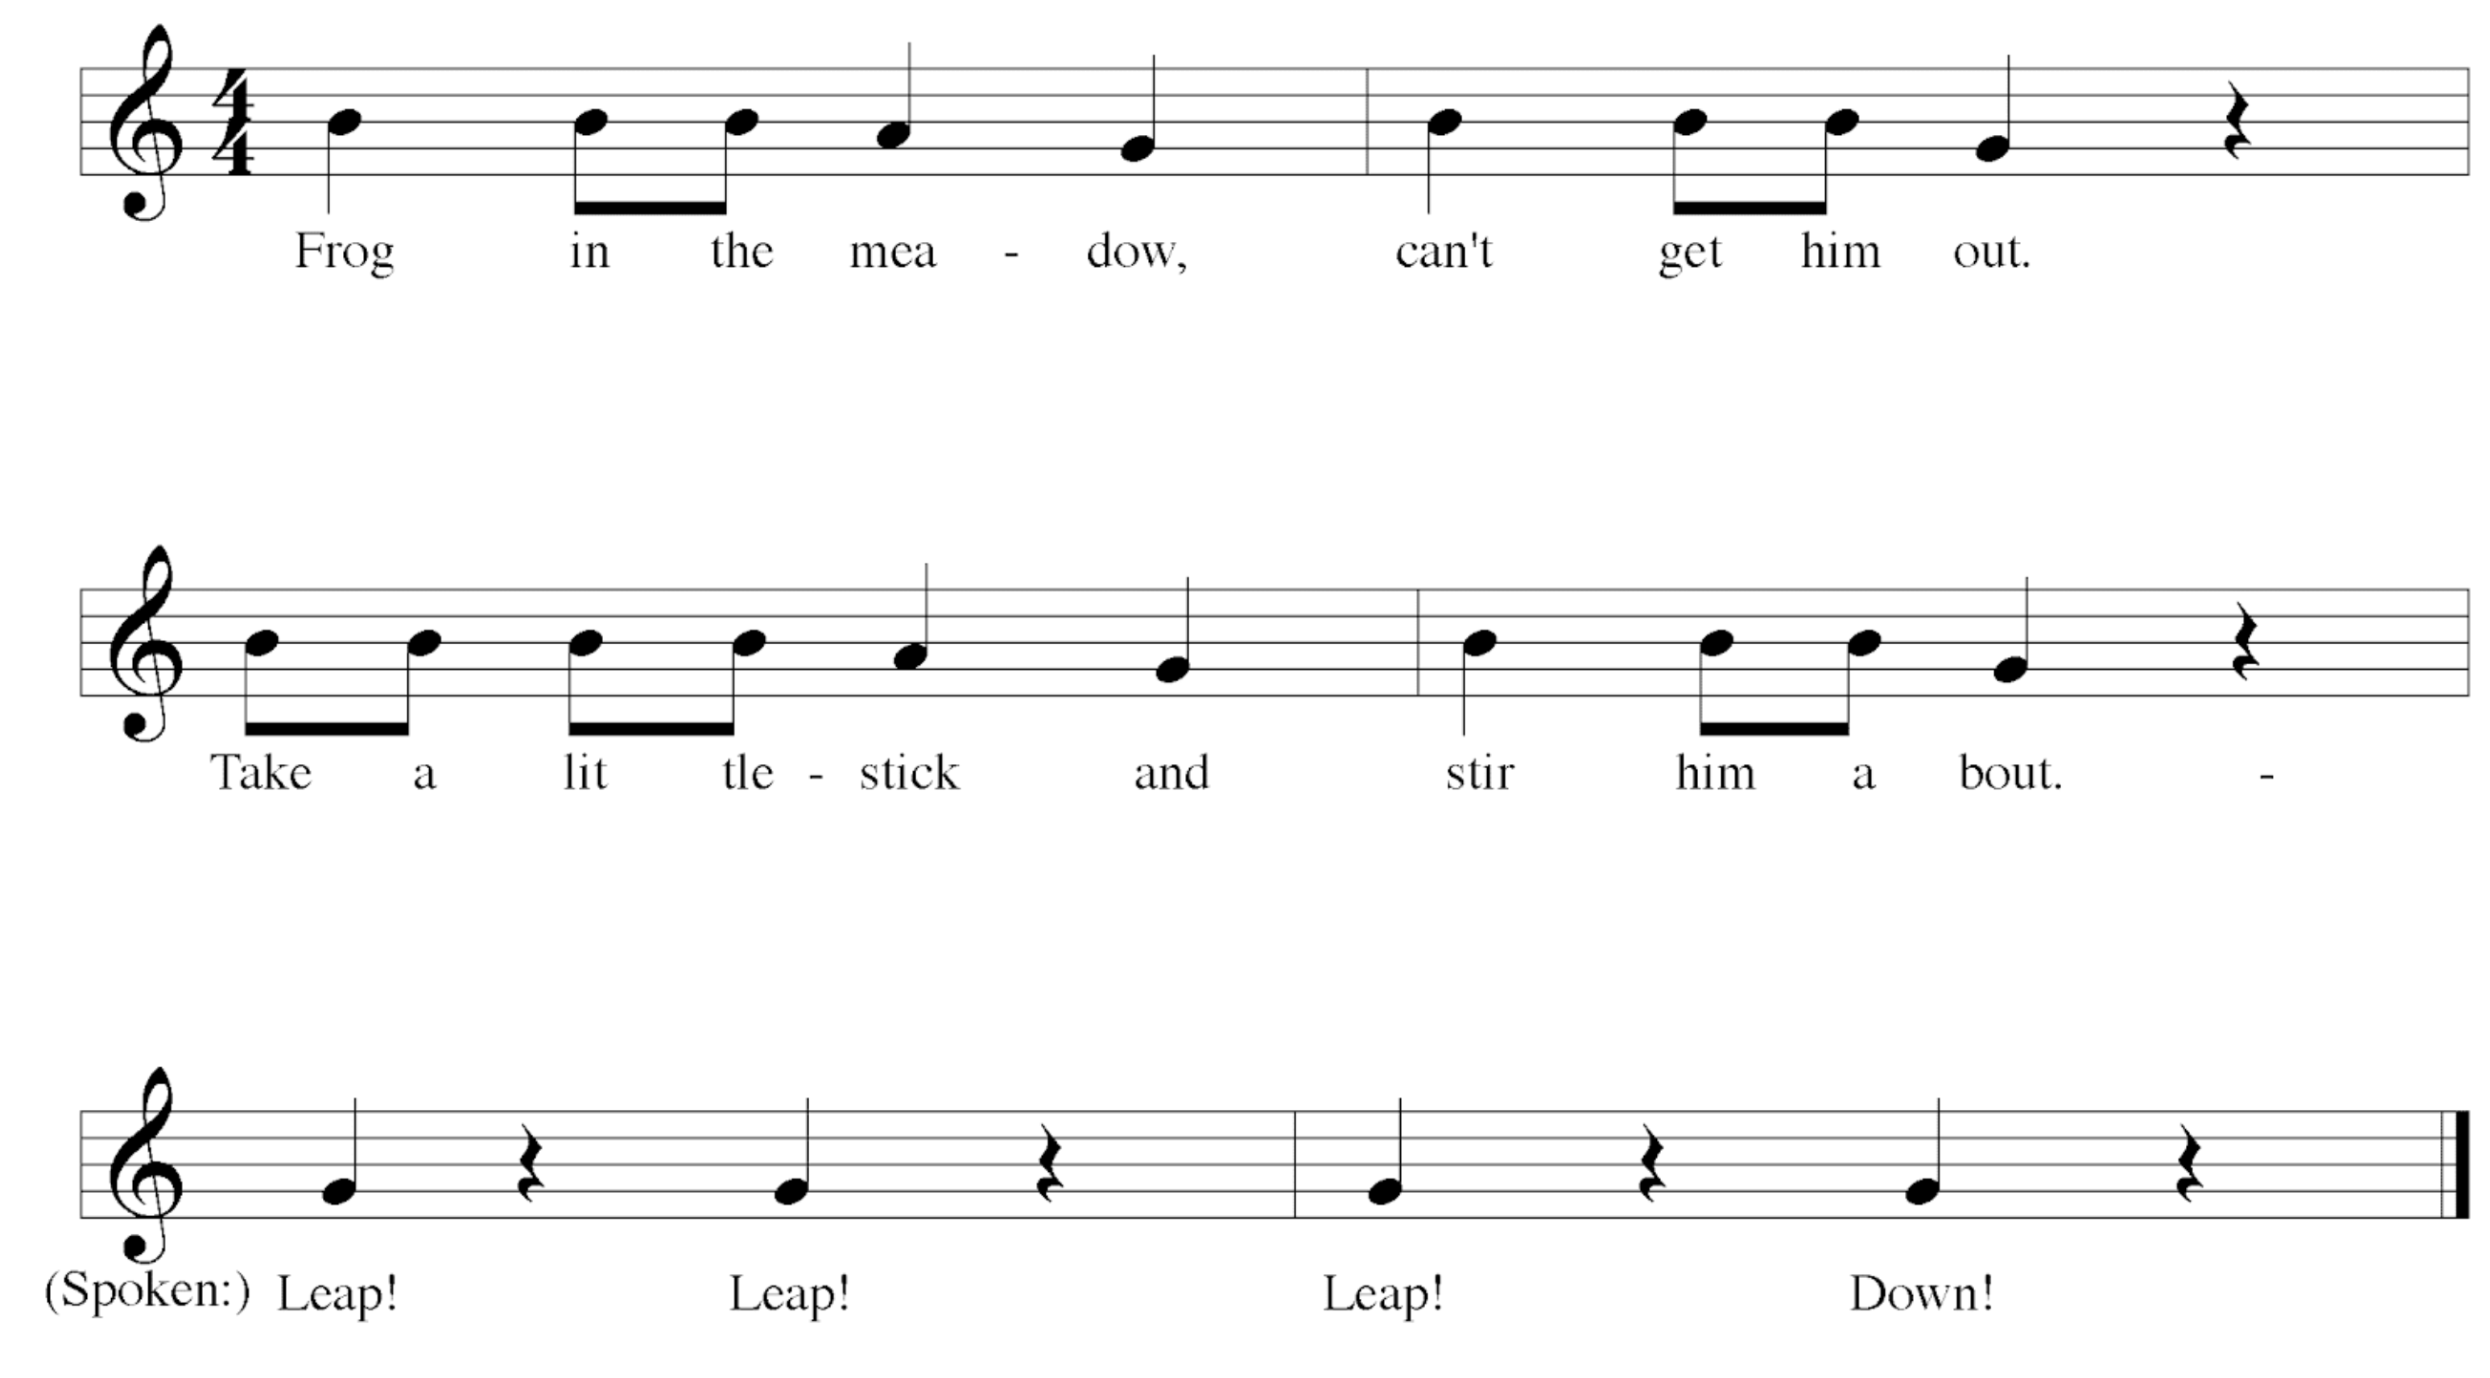 4
4
Frog in the mea - dow, can't get him out.
Take a lit tle - stick and stir him a bout. -
(Spoken:) Leap! Leap! Leap! Down!